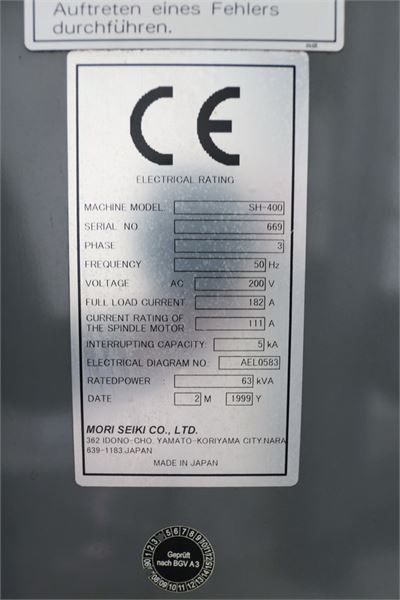 Auftreten eines Fehlers
durchführen.
CE
ELECTRICAL RATING
MACHINE MODEL. SH-400
SERIAL NO. 669
PHASE 3
FREQUENCY 50 Hz
VOLTAGE AC 200 V
FULL LOAD CURRENT 182 A
CURRENT RATING OF
THE SPINDLE MOTOR 111 A
INTERRUPTING CAPACITY: 5 kA
ELECTRICAL DIAGRAM NO. AEL0583
RATEDPOWER 63 kVA
DATE 2 M 1999 Y
MORI SEIKI CO., LTD.
362 IDONO-CHO, YAMATO-KORIYAMA CITY.NARA
639-1183 JAPAN
MADE IN JAPAN
Geprüft
nach BGV A 3